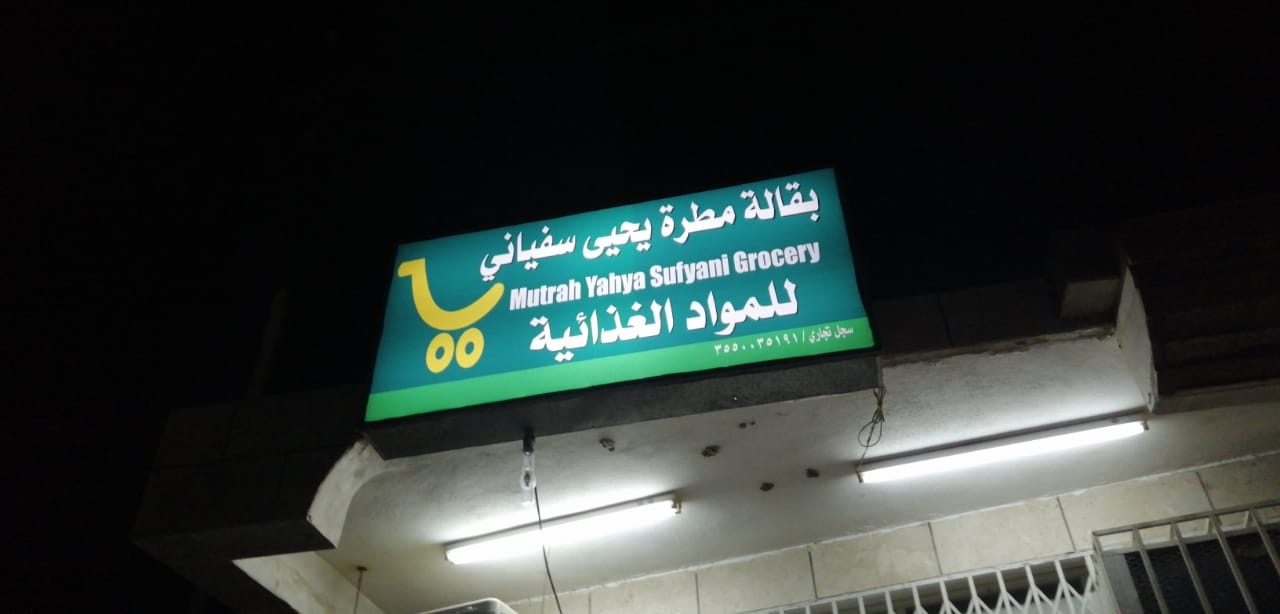 بقالة مطرة يحيى سفياني
Mutrah Yahya Sufyani Grocery
للمواد الغذائية
سجل تجاري / ٣٥٥٠٠٣٥١٩١